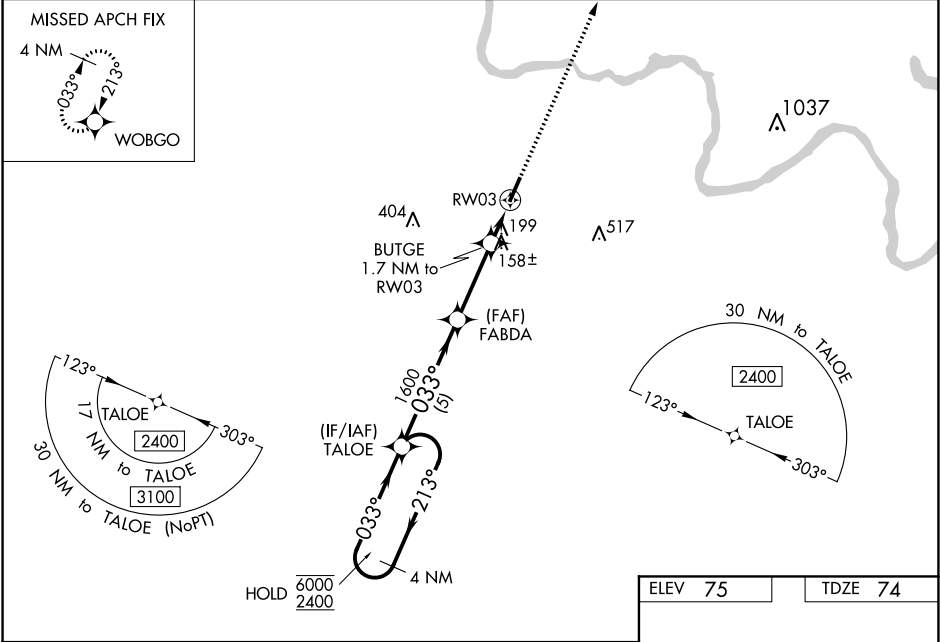 MISSED APCH FIX
4 NM
033°
213°
WOBGO
1037
RW03
404
199
517
BUTGE
1.7 NM to
RW03
158±
(FAF)
FABDA
1600
033°
(5)
(IF/IAF)
TALOE
033°
213°
4 NM
HOLD 6000
2400
123°
TALOE
303°
2400
17 NM to TALOE
3100
30 NM to TALOE (NoPT)
30 NM to TALOE
2400
123°
TALOE
303°
ELEV 75
TDZE 74